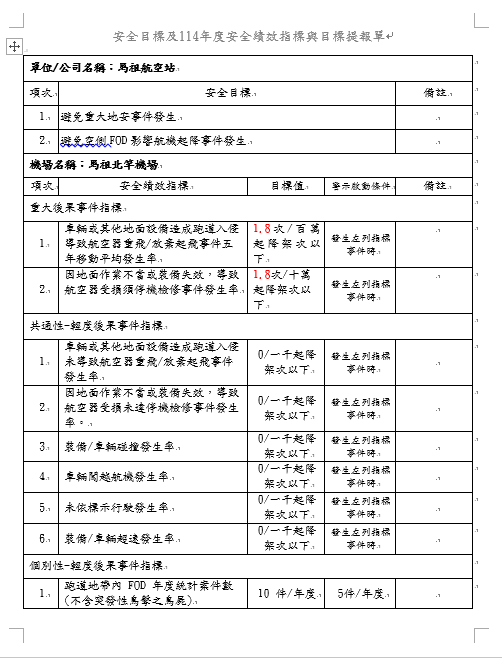 安全目標及114年度安全績效指標與目標提報單
單位/公司名稱：馬祖航空站
項次 安全目標 備註
1. 避免重大地安事件發生
2. 避免空側FOD影響航機起降事件發生
機場名稱：馬祖北竿機場
項次 安全績效指標 目標值 警示啟動條件 備註
重大後果事件指標
1. 車輛或其他地面設備造成跑道入侵
導致航空器重飛/放棄起飛事件五
年移動平均發生率
1.8次/百萬
起降架次以
下
發生左列指標
事件時
2. 因地面作業不當或裝備失效，導致
航空器受損須停機檢修事件發生率
1.8次/十萬
起降架次以
下
發生左列指標
事件時
共通性-輕度後果事件指標
1. 車輛或其他地面設備造成跑道入侵
未導致航空器重飛/放棄起飛事件
發生率
0/一千起降
架次以下
發生左列指標
事件時
2. 因地面作業不當或裝備失效，導致
航空器受損未達停機檢修事件發生
率。
0/一千起降
架次以下
發生左列指標
事件時
3. 裝備/車輛碰撞發生率
0/一千起降
架次以下
發生左列指標
事件時
4. 車輛闖越航機發生率
0/一千起降
架次以下
發生左列指標
事件時
5. 未依標示行駛發生率
0/一千起降
架次以下
發生左列指標
事件時
6. 裝備/車輛超速發生率
0/一千起降
架次以下
發生左列指標
事件時
個別性-輕度後果事件指標
1. 跑道地帶內 FOD 年度統計案件數
(不含突發性鳥擊之鳥屍)
10 件/年度 5件/年度